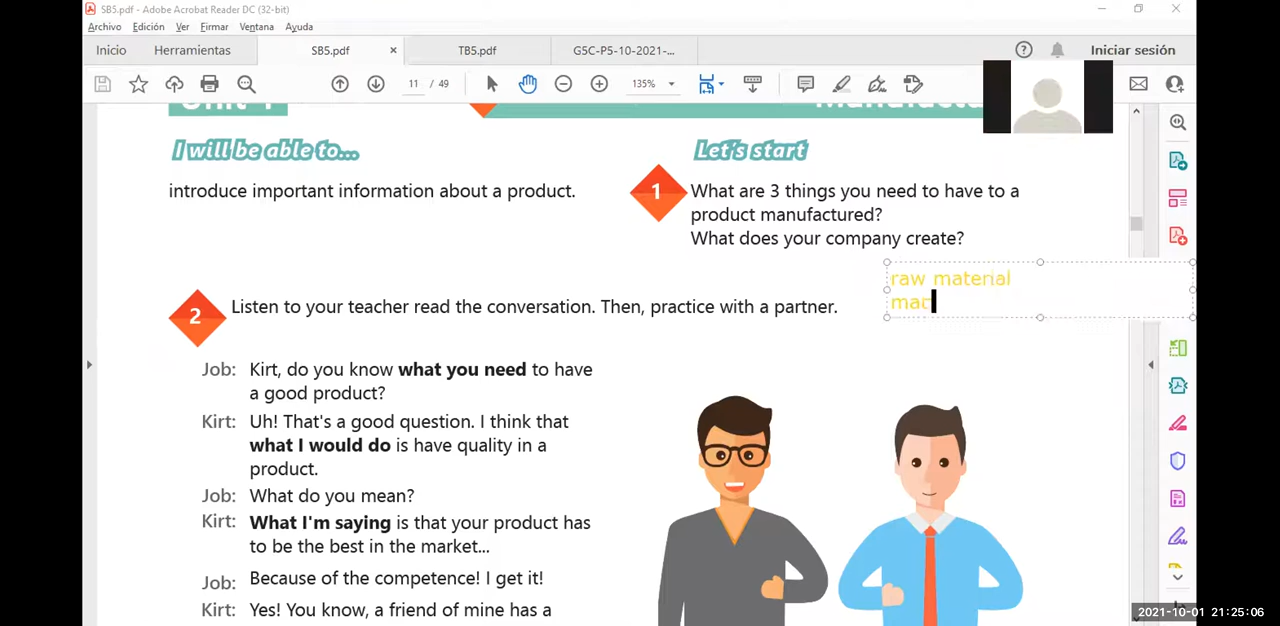 SB5.pdf - Adobe Acrobat Reader DC (32-bit)
Archivo Edición Ver Firmar Ventana Ayuda
Inicio Herramientas SB5.pdf × TB5.pdf G5C-P5-10-2021-... Iniciar sesión
11 / 49 135%
I will be able to...
introduce important information about a product.
Let's start
1
What are 3 things you need to have to a
product manufactured?
What does your company create?
raw material
mac
2
Listen to your teacher read the conversation. Then, practice with a partner.
Job: Kirt, do you know what you need to have
a good product?
Kirt: Uh! That's a good question. I think that
what I would do is have quality in a
product.
Job: What do you mean?
Kirt: What I'm saying is that your product has
to be the best in the market...
Job: Because of the competence! I get it!
Kirt: Yes! You know, a friend of mine has a
2021-10-01 21:25:06